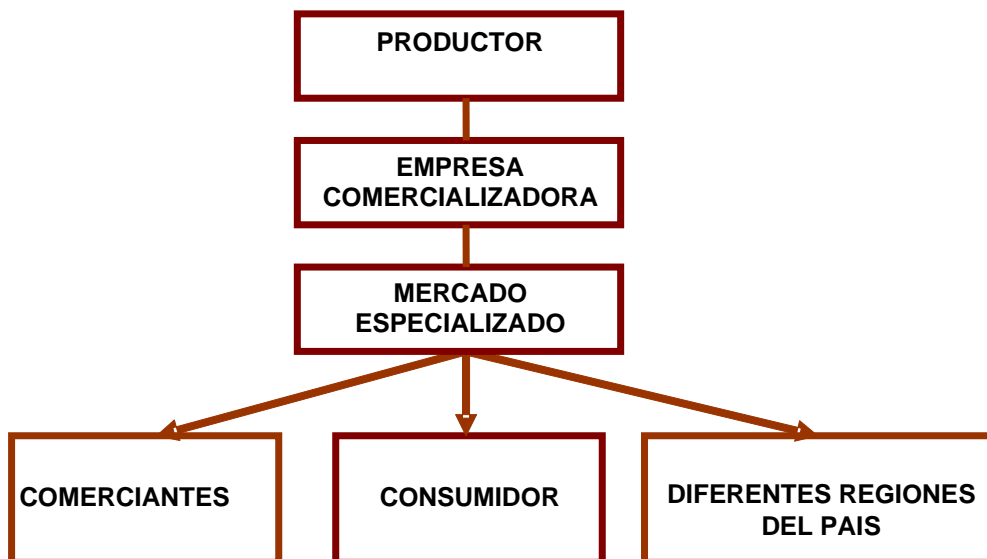 PRODUCTOR
EMPRESA
COMERCIALIZADORA
MERCADO
ESPECIALIZADO
COMERCIANTES
CONSUMIDOR
DIFERENTES REGIONES
DEL PAIS